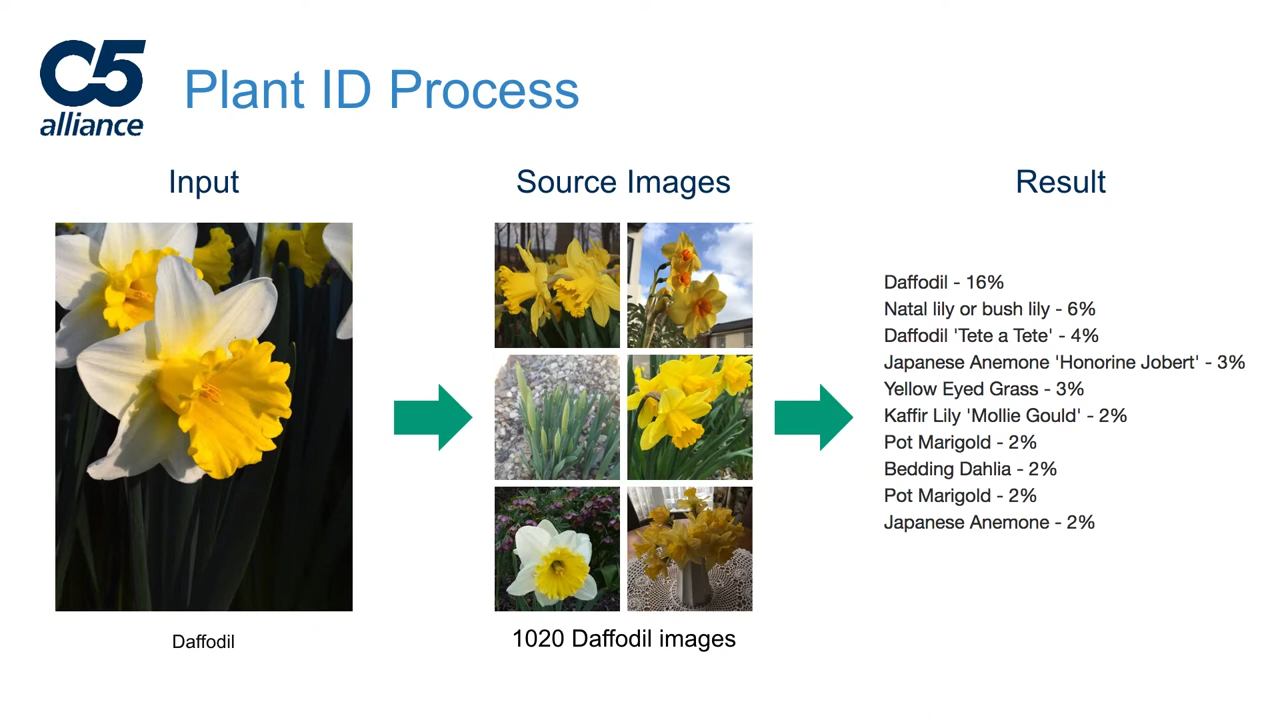 C5
alliance
Plant ID Process
Input
Source Images
Result
Daffodil - 16%
Natal lily or bush lily - 6%
Daffodil 'Tete a Tete' - 4%
Japanese Anemone 'Honorine Jobert' - 3%
Yellow Eyed Grass - 3%
Kaffir Lily 'Mollie Gould' - 2%
Pot Marigold - 2%
Bedding Dahlia - 2%
Pot Marigold - 2%
Japanese Anemone - 2%
Daffodil
1020 Daffodil images